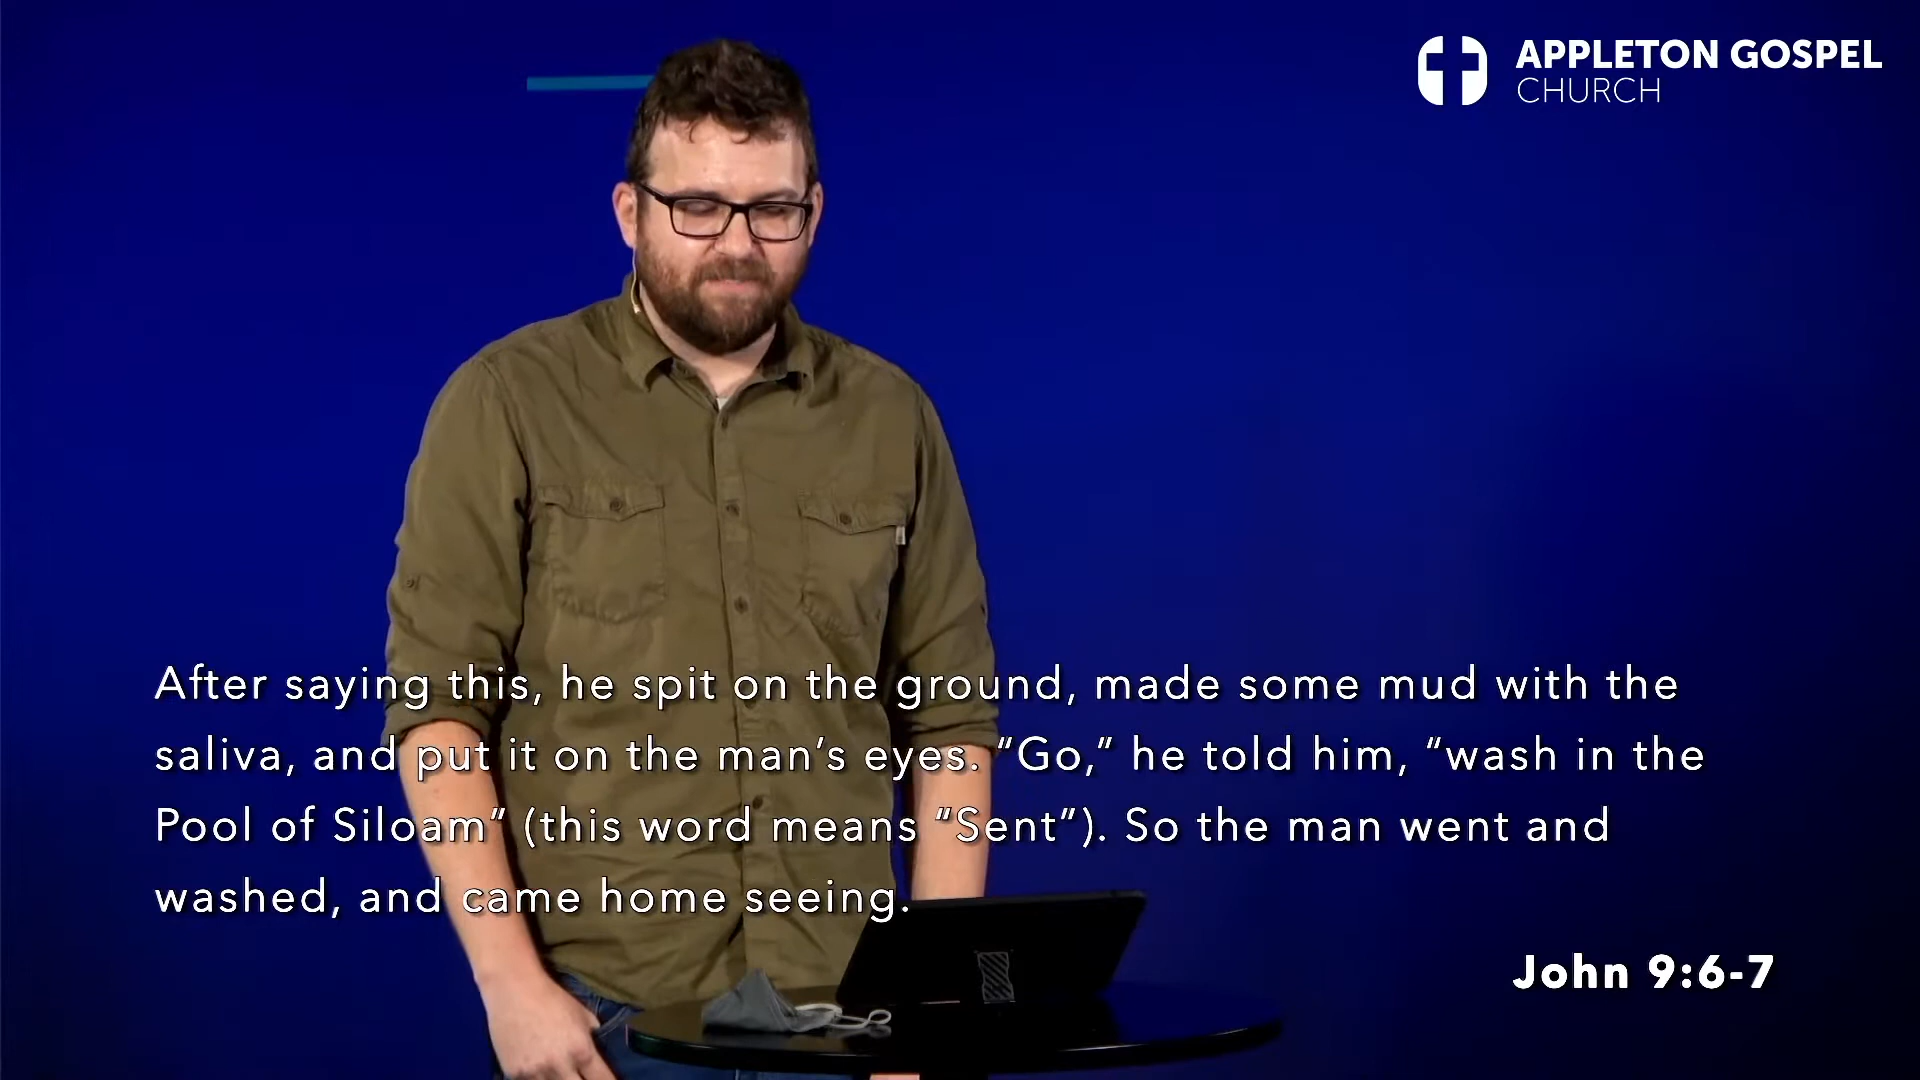 APPLETON GOSPEL
CHURCH
After saying this, he spit on the ground, made some mud with the
saliva, and put it on the man’s eyes. “Go,” he told him, “wash in the
Pool of Siloam” (this word means “Sent”). So the man went and
washed, and came home seeing.
John 9:6-7